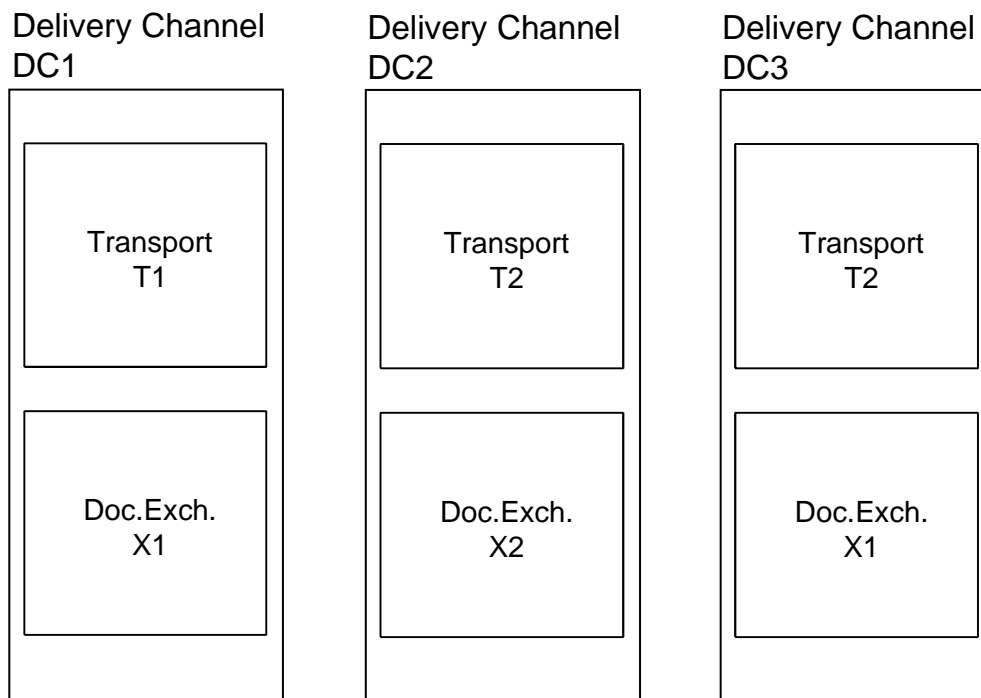 Delivery Channel
DC1
Delivery Channel
DC2
Delivery Channel
DC3
Transport
T1
Transport
T2
Transport
T2
Doc.Exch.
X1
Doc.Exch.
X2
Doc.Exch.
X1